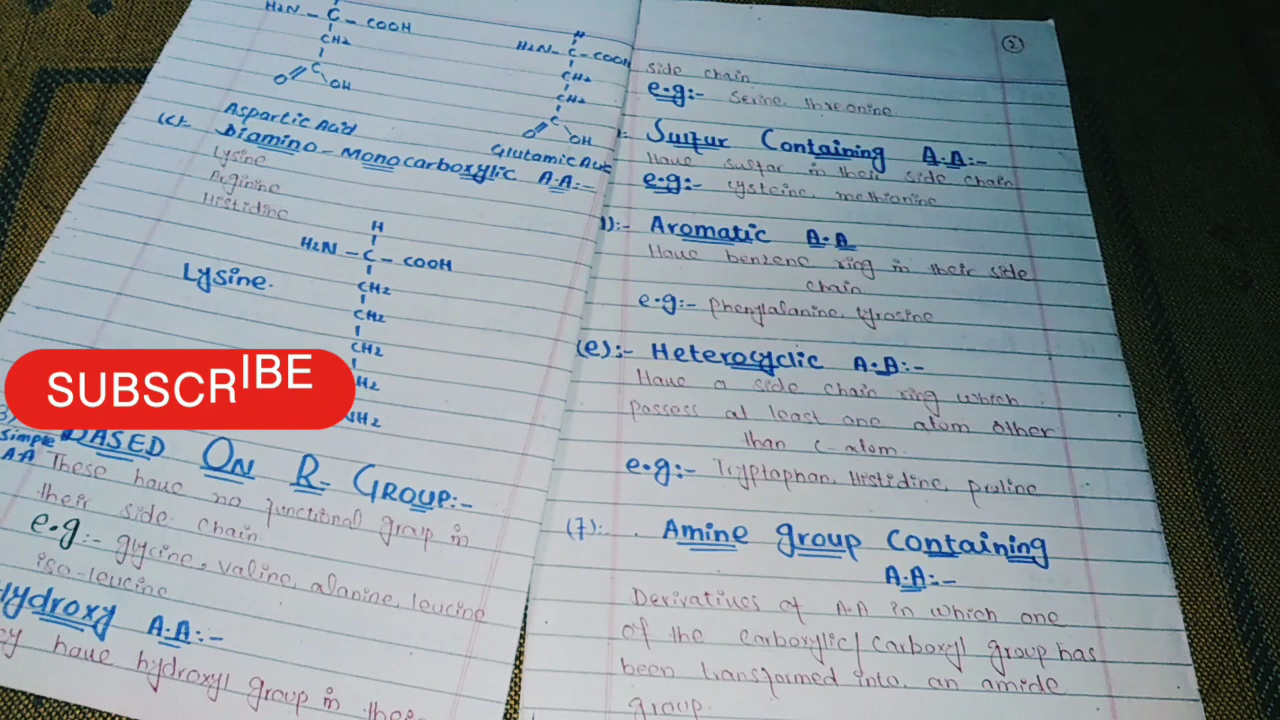 H2N- C - COOH
CH2
C
O OH
Aspartic Acid
H
H2N- C - COOH
CH2
CH2
C
O OH
Glutamic Acid
(c):- Diamino-Monocarboxylic A.A:-
Lysine
Arginine
Histidine
H
H2N - C - COOH
Lysine.
CH2
CH2
CH2
H2
NH2
SUBSCRIBE
3) BASED ON R- GROUP:-
Simple A.A These have no functional group in
their side chain.
e.g:- glycine, valine, alanine, leucine
iso-leucine
Hydroxy A.A:-
have hydroxyl group in their
2
side chain
e.g:- Serine, threonine
Sulfur Containing A.A:-
Have sulfar in their side chain
e.g:- cysteine, methionine
):- Aromatic A.A
Have benzene ring in their side
chain
e.g:- phenylalanine, tyrosine
(e):- Heterocyclic A.A:-
Have a side chain ring which
possess at least one atom other
than C-atom.
e.g:- Tryptaphan, Histidine, proline
(7):. Amine group Containing
A.A:-
Derivatives of A.A in which one
of the carboxylic/carboxyl group has
been transformed into an amide
group.